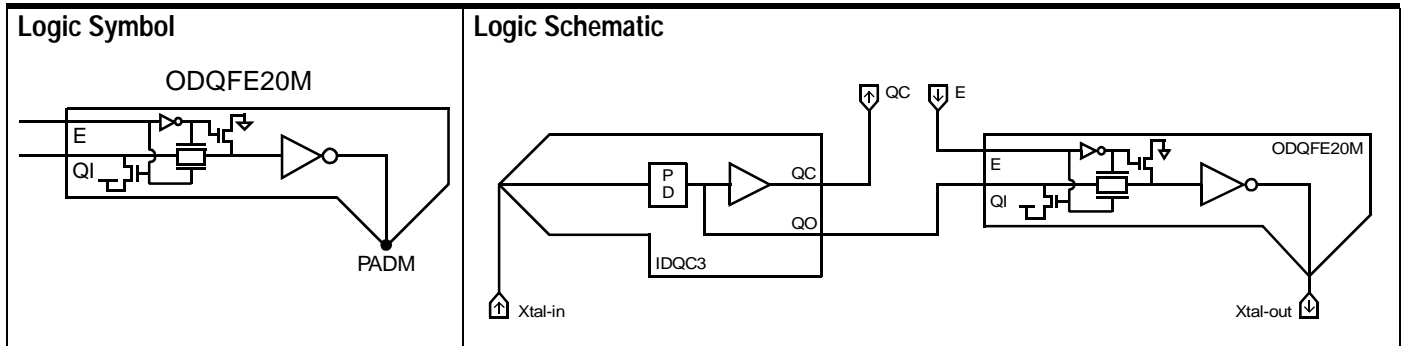 Logic Symbol
ODQFE20M
E
QI
PADM
Logic Schematic
QC
E
P
D
QC
QO
IDQC3
Xtal-in
ODQFE20M
E
QI
Xtal-out